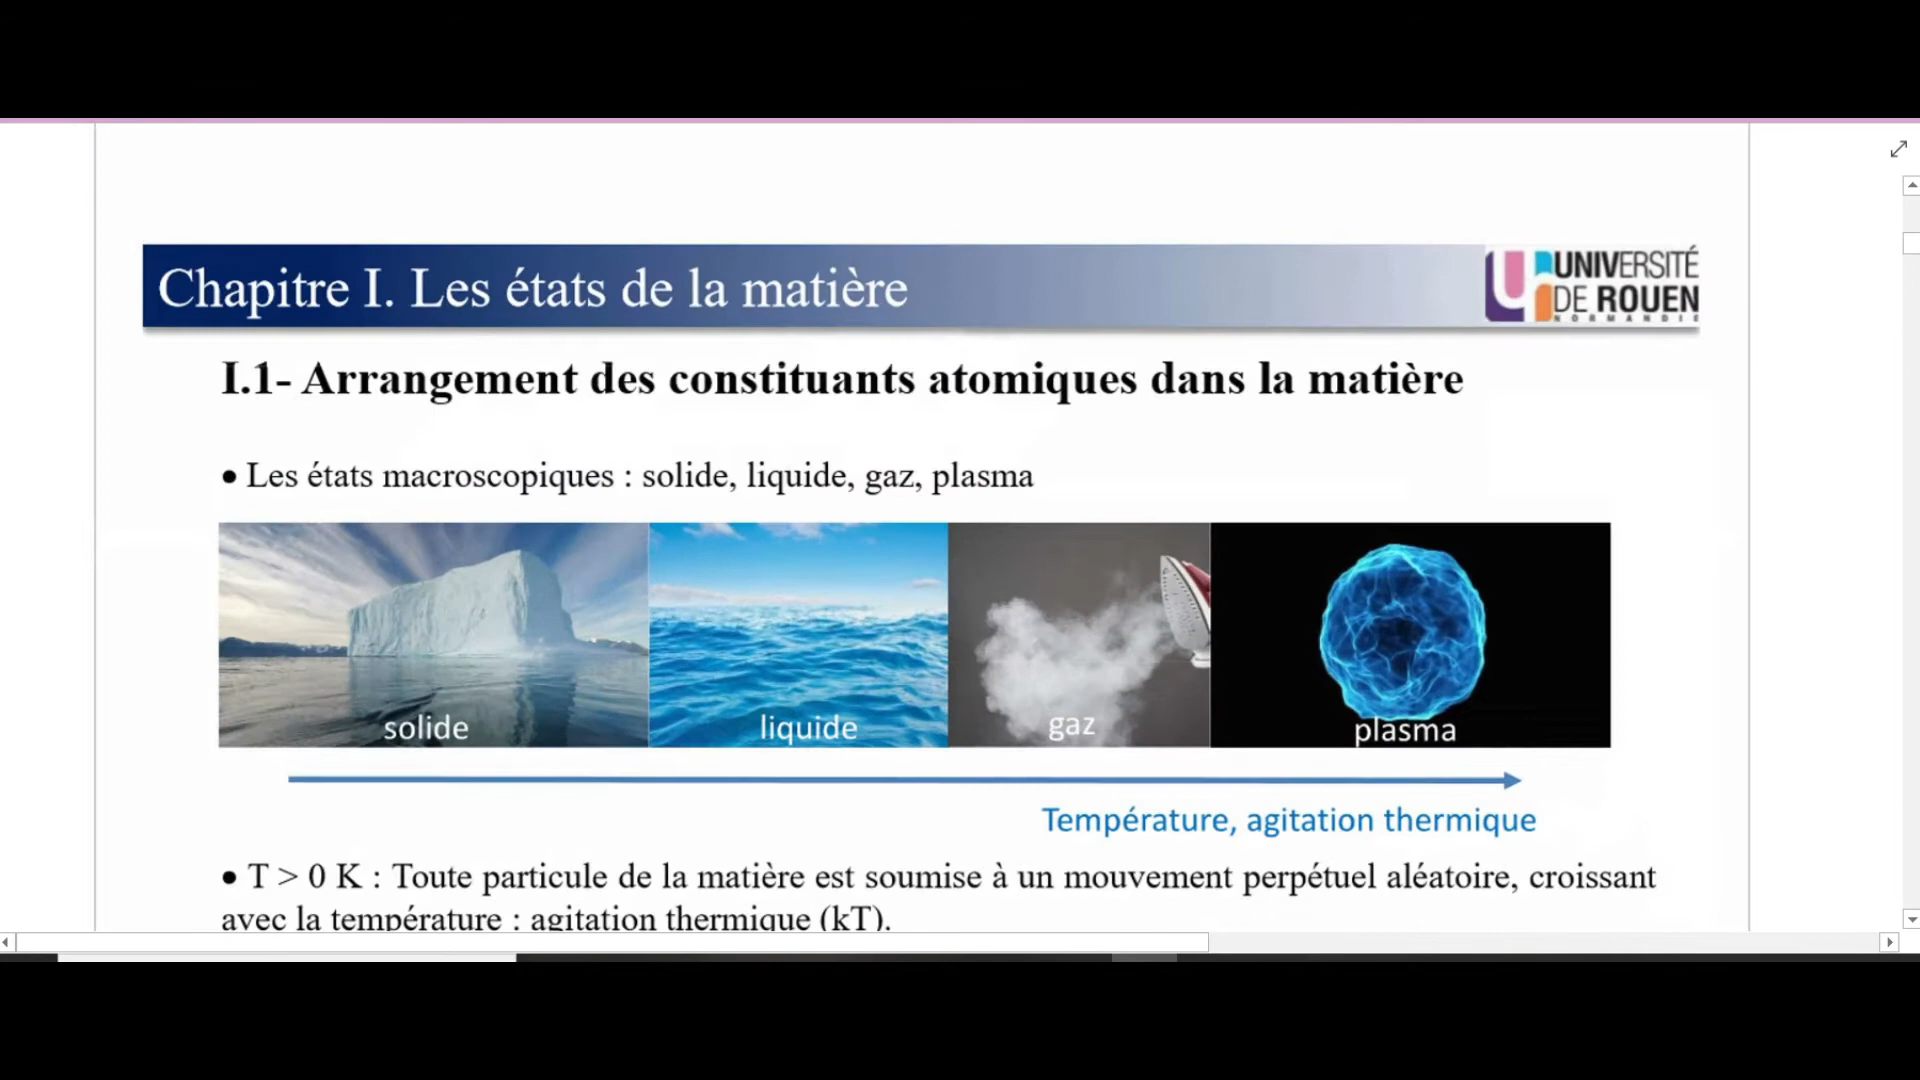 Chapitre I. Les états de la matière
UNIVERSITÉ
DE ROUEN
NORMANDIE
I.1- Arrangement des constituants atomiques dans la matière
● Les états macroscopiques : solide, liquide, gaz, plasma
solide
liquide
gaz
plasma
Température, agitation thermique
● T > 0 K : Toute particule de la matière est soumise à un mouvement perpétuel aléatoire, croissant
avec la température : agitation thermique (kT).